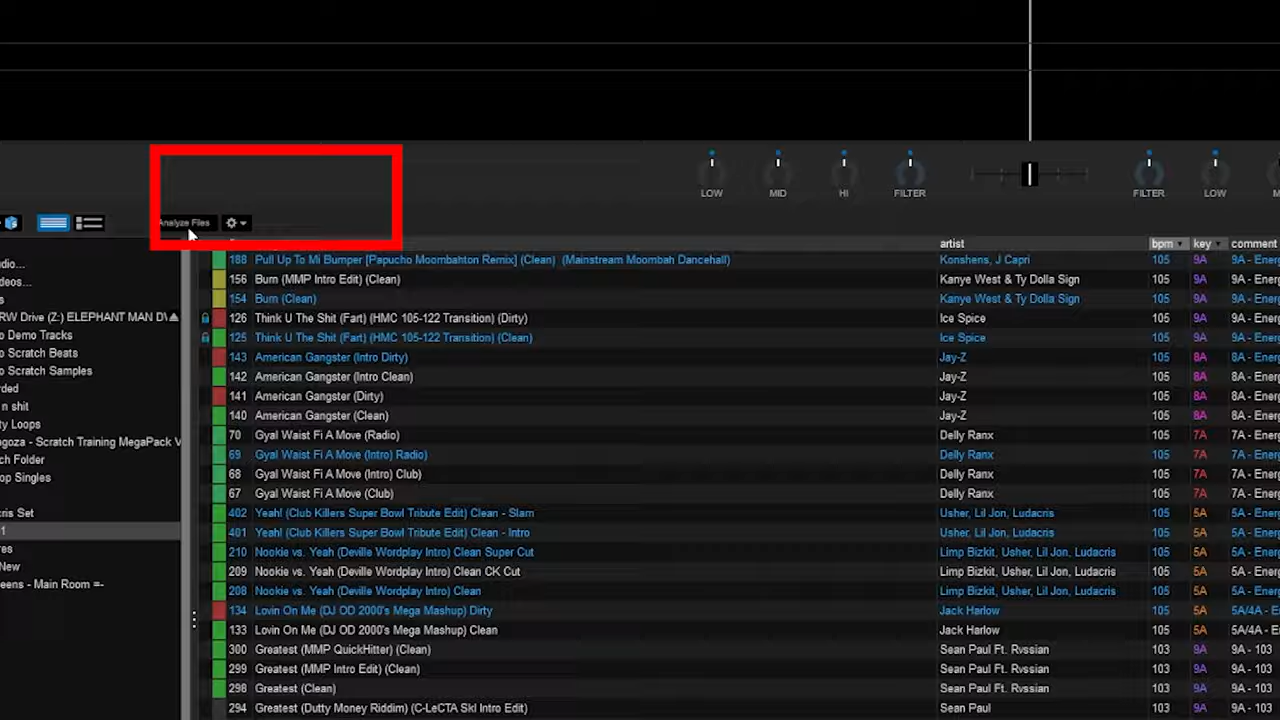 LOW MID HI FILTER FILTER LOW
Analyze Files
artist bpm key comment
188 Pull Up To Mi Bumper [Papucho Moombahton Remix] (Clean) (Mainstream Moombah Dancehall) Konshens, J Capri 105 9A 9A - Ener
156 Burn (MMP Intro Edit) (Clean) Kanye West & Ty Dolla Sign 105 9A 9A - Ener
154 Burn (Clean) Kanye West & Ty Dolla Sign 105 9A 9A - Ener
126 Think U The Shit (Fart) (HMC 105-122 Transition) (Dirty) Ice Spice 105 9A 9A - Ener
125 Think U The Shit (Fart) (HMC 105-122 Transition) (Clean) Ice Spice 105 9A 9A - Ener
143 American Gangster (Intro Dirty) Jay-Z 105 8A 8A - Ener
142 American Gangster (Intro Clean) Jay-Z 105 8A 8A - Ener
141 American Gangster (Dirty) Jay-Z 105 8A 8A - Ener
140 American Gangster (Clean) Jay-Z 105 8A 8A - Ener
70 Gyal Waist Fi A Move (Radio) Delly Ranx 105 7A 7A - Ener
69 Gyal Waist Fi A Move (Intro) Radio) Delly Ranx 105 7A 7A - Ener
68 Gyal Waist Fi A Move (Intro) Club) Delly Ranx 105 7A 7A - Ener
67 Gyal Waist Fi A Move (Club) Delly Ranx 105 7A 7A - Ener
402 Yeah! (Club Killers Super Bowl Tribute Edit) Clean - Slam Usher, Lil Jon, Ludacris 105 5A 5A - Ener
401 Yeah! (Club Killers Super Bowl Tribute Edit) Clean - Intro Usher, Lil Jon, Ludacris 105 5A 5A - Ener
210 Nookie vs. Yeah (Deville Wordplay Intro) Clean Super Cut Limp Bizkit, Usher, Lil Jon, Ludacris 105 5A 5A - Ener
209 Nookie vs. Yeah (Deville Wordplay Intro) Clean CK Cut Limp Bizkit, Usher, Lil Jon, Ludacris 105 5A 5A - Ener
208 Nookie vs. Yeah (Deville Wordplay Intro) Clean Limp Bizkit, Usher, Lil Jon, Ludacris 105 5A 5A - Ener
134 Lovin On Me (DJ OD 2000's Mega Mashup) Dirty Jack Harlow 105 5A 5A/4A - E
133 Lovin On Me (DJ OD 2000's Mega Mashup) Clean Jack Harlow 105 5A 5A/4A - E
300 Greatest (MMP QuickHitter) (Clean) Sean Paul Ft. Rvssian 103 9A 9A - 103
299 Greatest (MMP Intro Edit) (Clean) Sean Paul Ft. Rvssian 103 9A 9A - 103
298 Greatest (Clean) Sean Paul Ft. Rvssian 103 9A 9A - 103
294 Greatest (Dutty Money Riddim) (C-LeCTA Skl Intro Edit) Sean Paul 103 9A 9A - 103
udio...
ideos...
s
RW Drive (Z:) ELEPHANT MAN D\
o Demo Tracks
o Scratch Beats
o Scratch Samples
rded
n shit
ty Loops
ngoza - Scratch Training MegaPack V
ch Folder
op Singles
cris Set
1
res
New
eens - Main Room =-